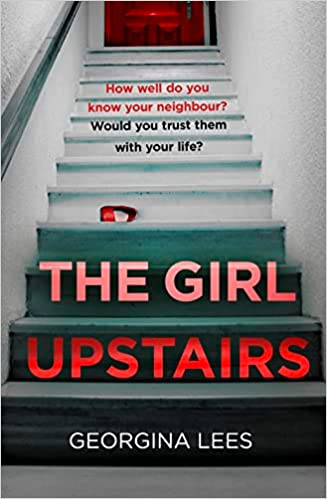 How well do you
know your neighbour?
Would you trust them
with your life?
THE GIRL
UPSTAIRS
GEORGINA LEES